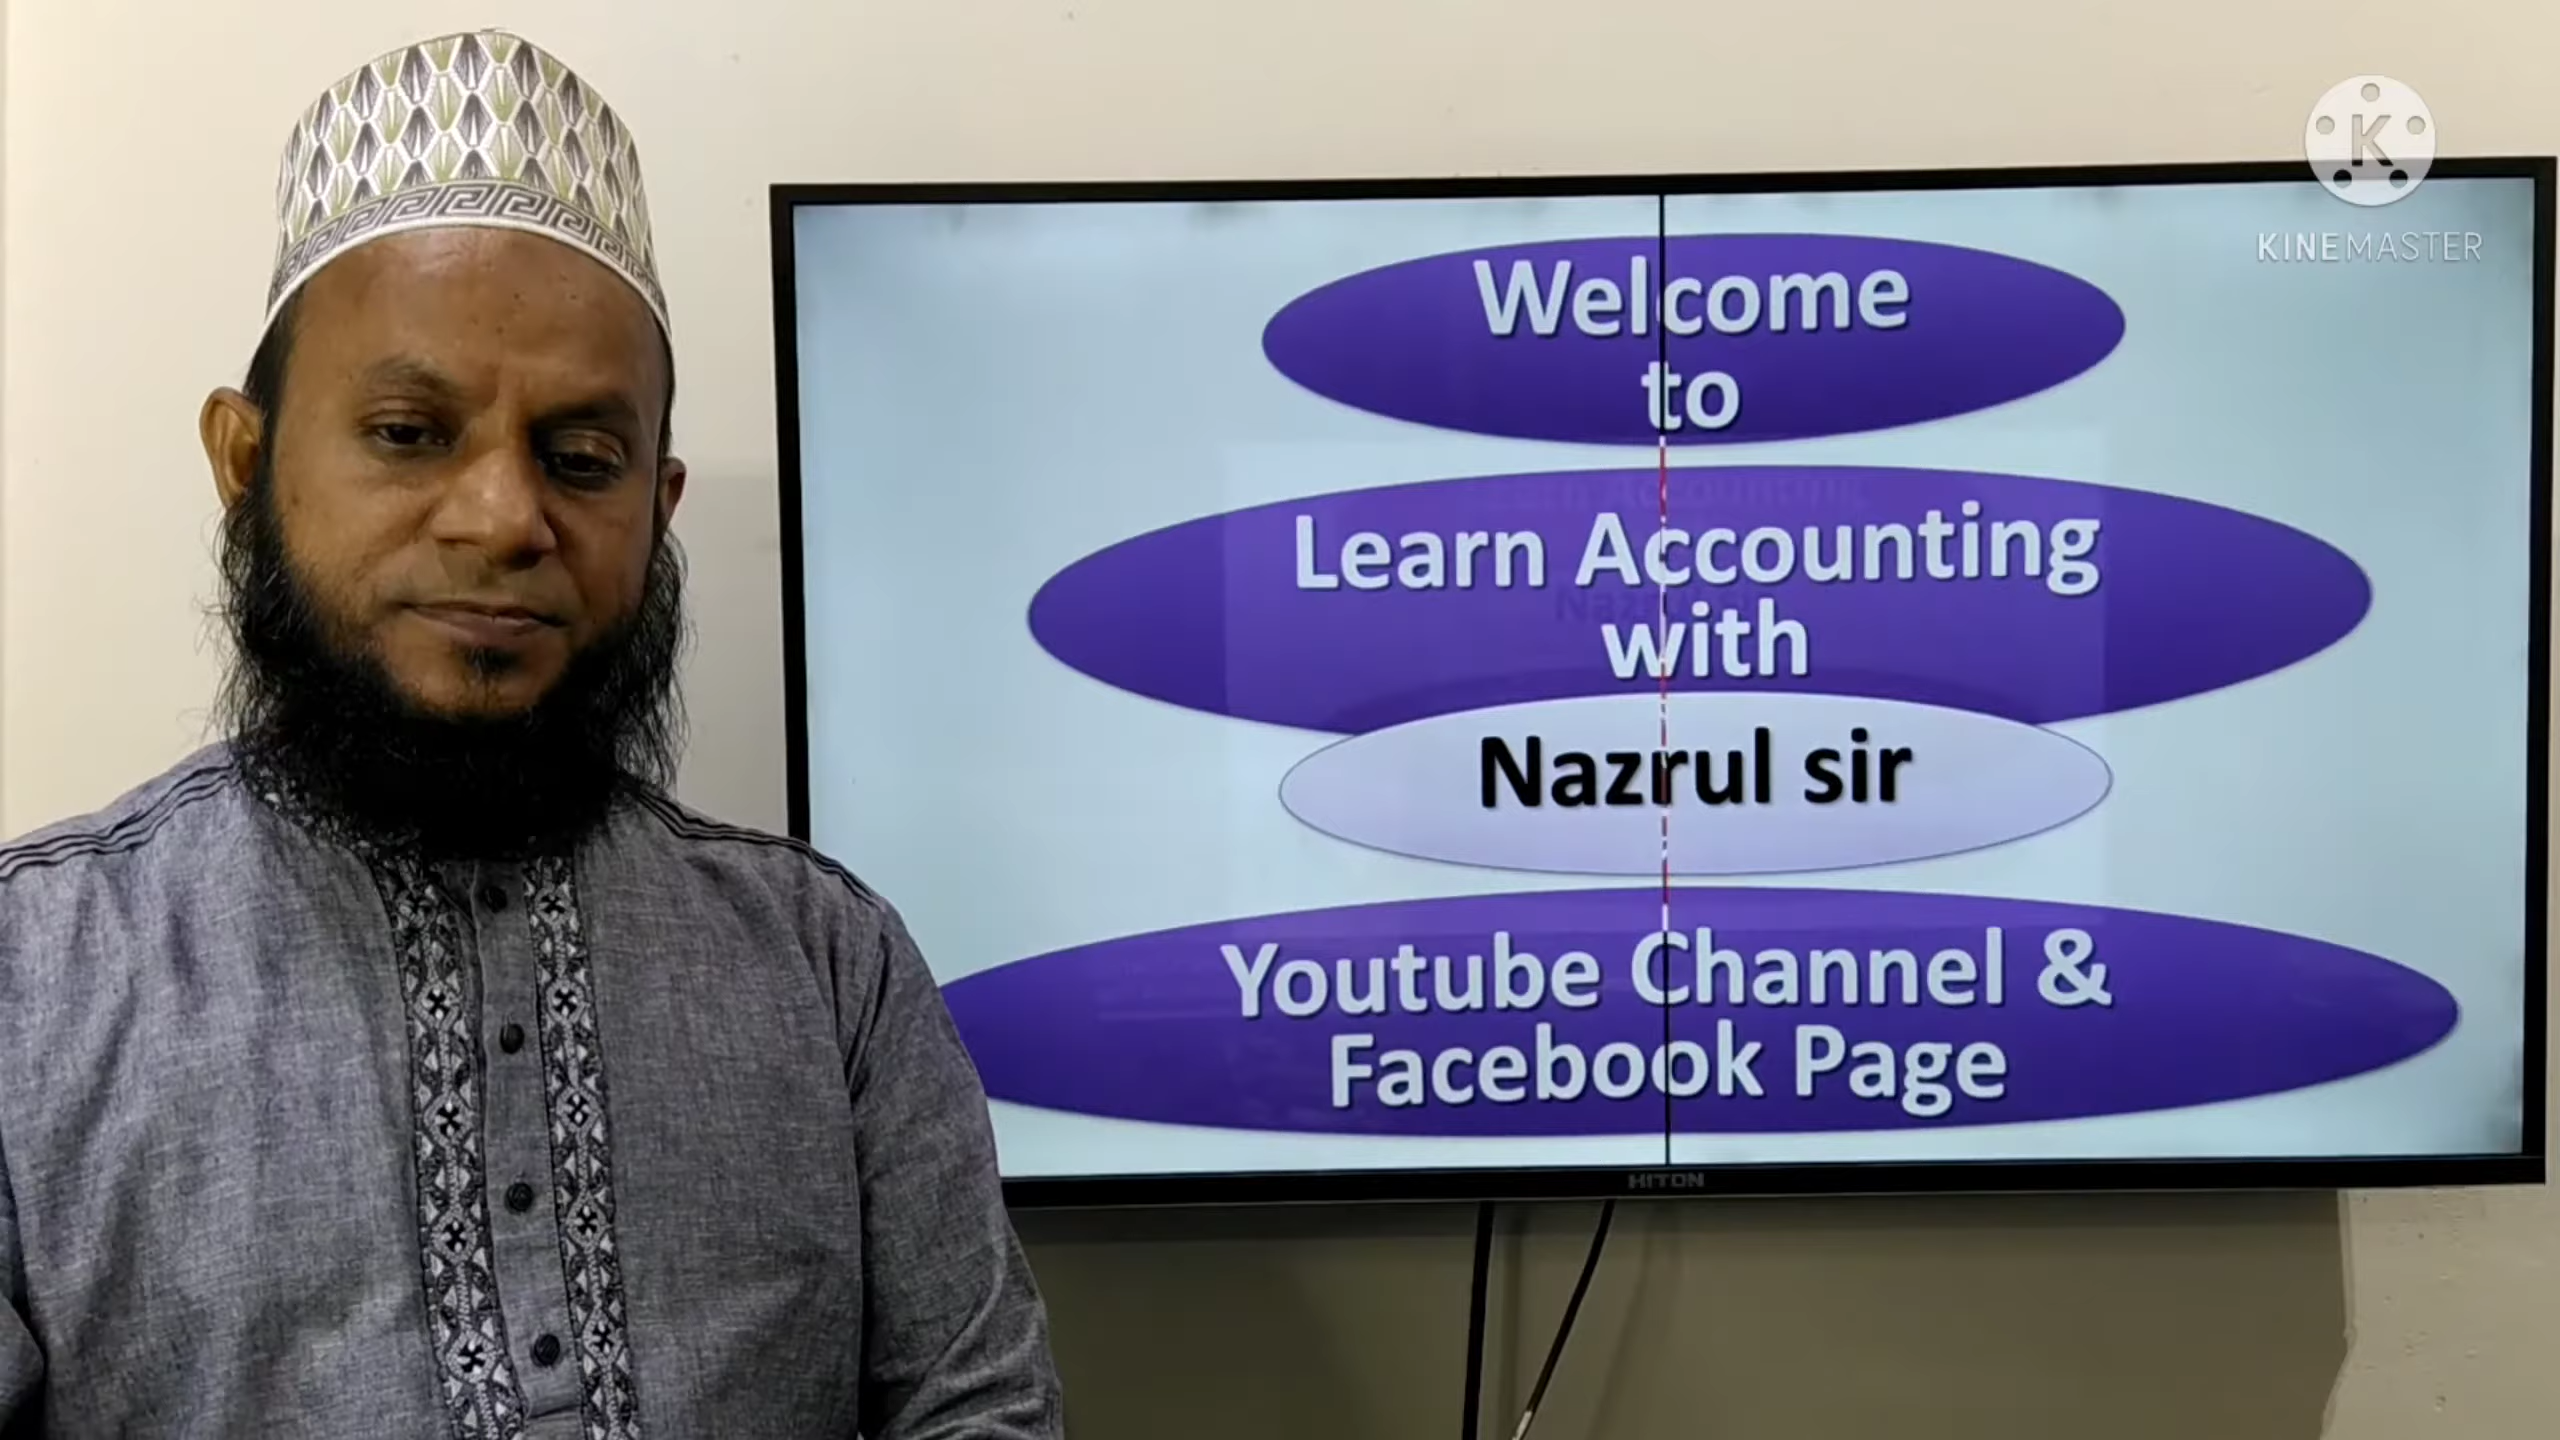 KINEMASTER
Welcome
to
Learn Accounting
with
Nazrul sir
Youtube Channel &
Facebook Page
HITON